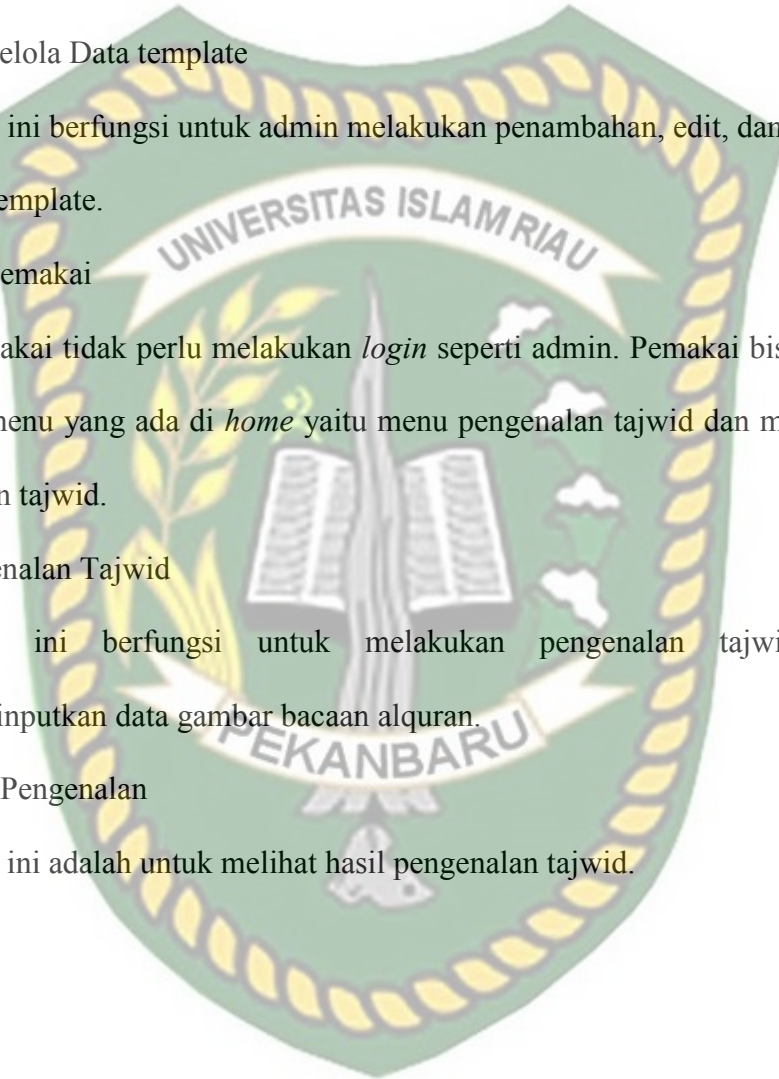 elola Data template
ini berfungsi untuk admin melakukan penambahan, edit, dan
emplate.
UNIVERSITAS ISLAM RIAU
emakai
akai tidak perlu melakukan login seperti admin. Pemakai bis
nenu yang ada di home yaitu menu pengenalan tajwid dan m
n tajwid.
enalan Tajwid
ini berfungsi untuk melakukan pengenalan tajwi
inputkan data gambar bacaan alquran.
PEKANBARU
Pengenalan
ini adalah untuk melihat hasil pengenalan tajwid.